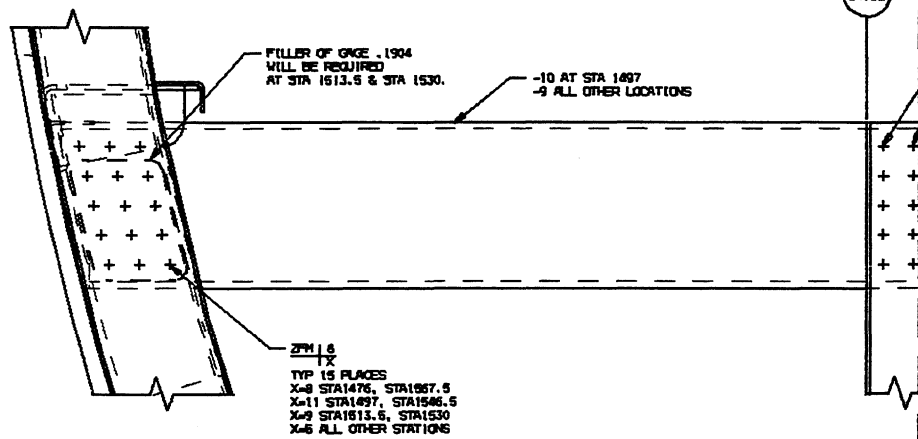 FILLER OF GAGE .1904
WILL BE REQUIRED
AT STA 1513.5 & STA 1530.
-10 AT STA 1497
-9 ALL OTHER LOCATIONS
ZPM 6
X
TYP 15 PLACES
X=8 STA1476, STA1567.5
X=11 STA1497, STA1546.5
X=9 STA1513.5, STA1530
X=6 ALL OTHER STATIONS